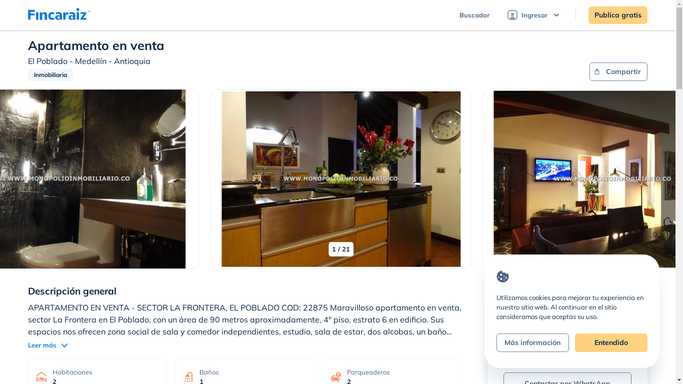 Fincaraíz
Buscador
Ingresar
Publica gratis
Apartamento en venta
El Poblado - Medellín - Antioquia
Inmobiliaria
Compartir
WWW.MONOPOLIOINMOBILIARIO.CO
WWW.MONOPOLIOINMOBILIARIO.CO
WWW.MONOPOLIOINMOBILIARIO.CO
1 / 21
Descripción general
APARTAMENTO EN VENTA - SECTOR LA FRONTERA, EL POBLADO COD: 22875 Maravilloso apartamento en venta,
sector La Frontera en El Poblado, con un área de 90 metros aproximadamente, 4° piso, estrato 6 en edificio. Sus
espacios nos ofrecen zona social de sala y comedor independientes, estudio, sala de estar, dos alcobas, un baño...
Leer más
Habitaciones
2
Baños
1
Parqueaderos
2
Utilizamos cookies para mejorar tu experiencia en
nuestro sitio web. Al continuar en el sitio
consideramos que aceptas su uso.
Más información
Entendido
Contactar por WhatsApp